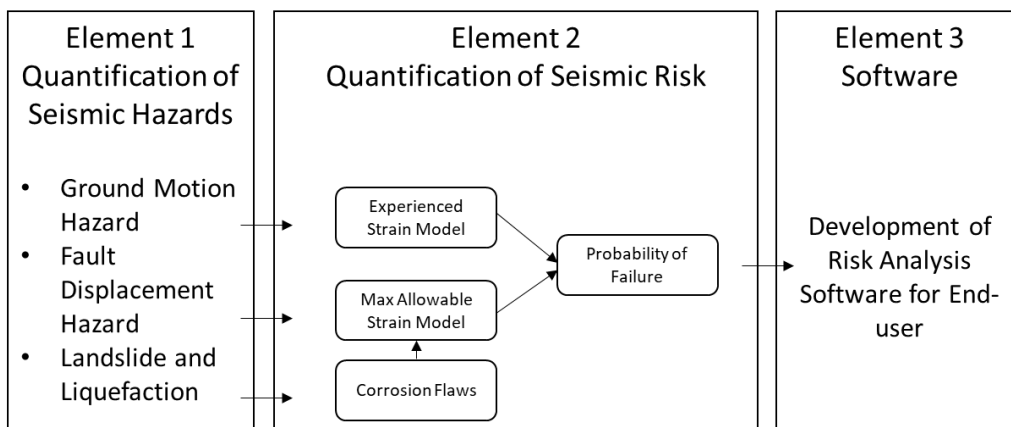 Element 1
Quantification of
Seismic Hazards
• Ground Motion
Hazard
• Fault
Displacement
Hazard
• Landslide and
Liquefaction
Element 2
Quantification of Seismic Risk
Experienced
Strain Model
Max Allowable
Strain Model
Corrosion Flaws
Probability of
Failure
Element 3
Software
Development of
Risk Analysis
Software for End-
user